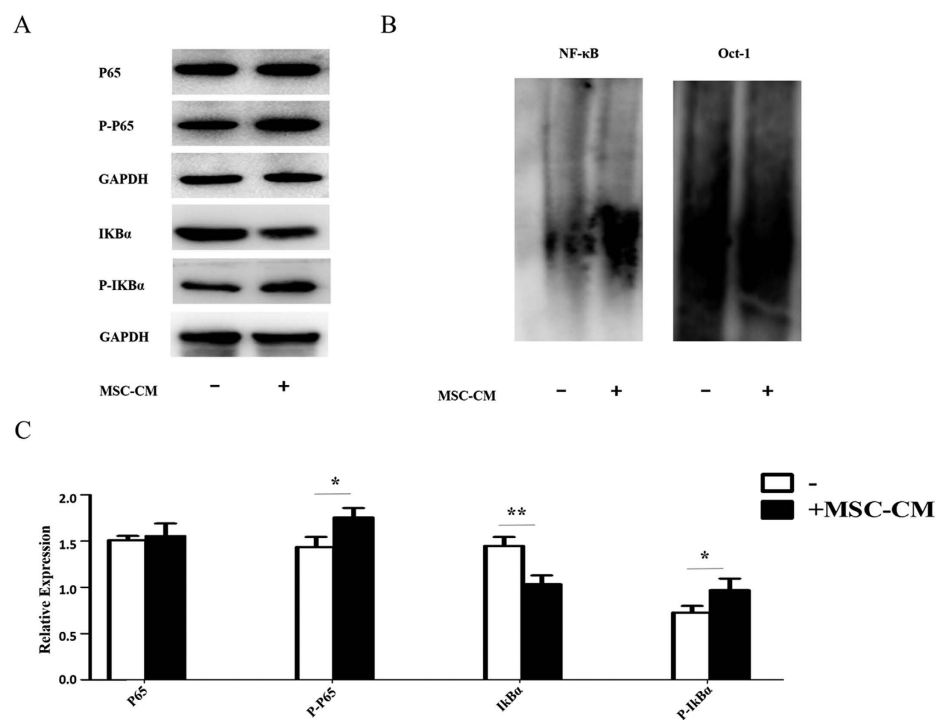 A
P65
P-P65
GAPDH
IKBα
P-IKBα
GAPDH
MSC-CM - +
B
NF-κB Oct-1
MSC-CM - + - +
C
-
+MSC-CM
Relative Expression
2.0
1.5
1.0
0.5
0.0
*
**
*
P65 P-P65 IkBα P-IkBα